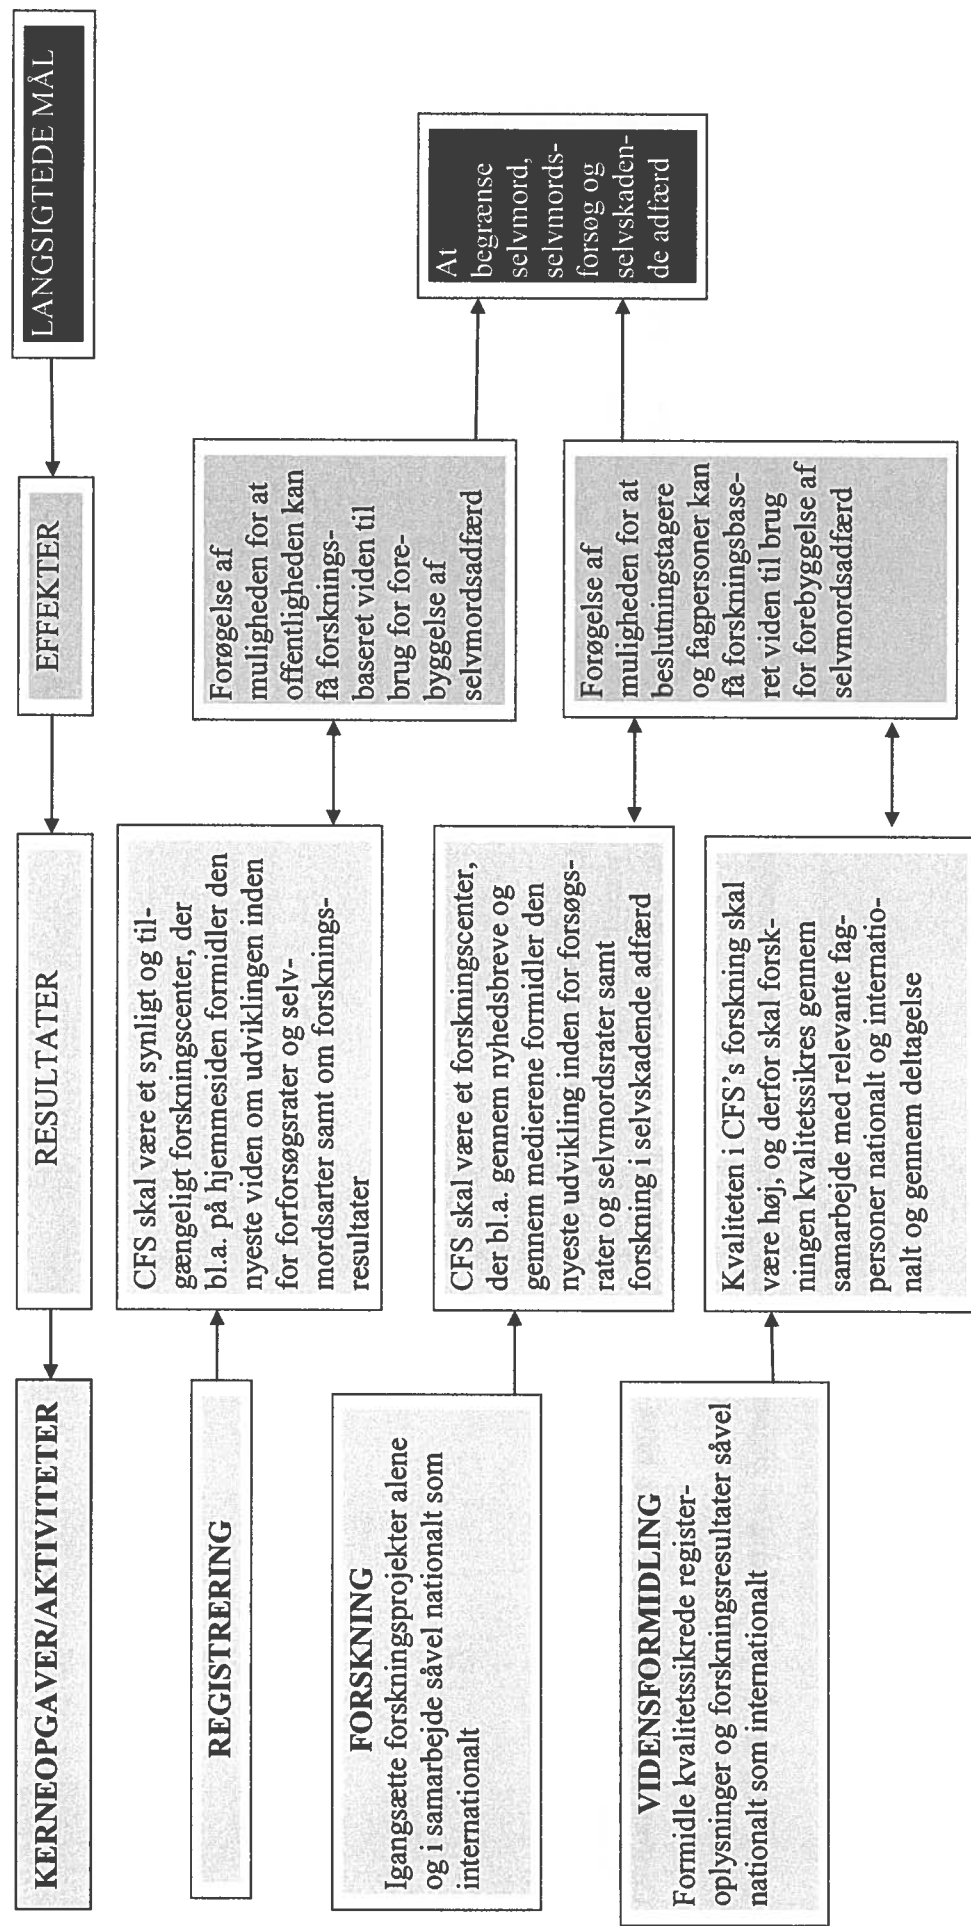 KERNEOPGAVER/AKTIVITETER
RESULTATER
EFFEKTER
LANGSIGTEDE MÅL
REGISTRERING
FORSKNING
Igangsætte forskningsprojekter alene
og i samarbejde såvel nationalt som
internationalt
VIDENSFORMIDLING
Formidle kvalitetssikrede register-
oplysninger og forskningsresultater såvel
nationalt som internationalt
CFS skal være et synligt og til-
gængeligt forskningscenter, der
bl.a. på hjemmesiden formidler den
nyeste viden om udviklingen inden
for forforsøgsrater og selv-
mordsarter samt om forsknings-
resultater
CFS skal være et forskningscenter,
der bl.a. gennem nyhedsbreve og
gennem medierene formidler den
nyeste udvikling inden for forsøgs-
rater og selvmordsrater samt
forskning i selvskadende adfærd
Kvaliteten i CFS's forskning skal
være høj, og derfor skal forsk-
ningen kvalitetssikres gennem
samarbejde med relevante fag-
personer nationalt og internatio-
nalt og gennem deltagelse
Forøgelse af
muligheden for at
offentligheden kan
få forsknings-
baseret viden til
brug for fore-
byggelse af
selvmordsadfærd
Forøgelse af
muligheden for at
beslutningstagere
og fagpersoner kan
få forskningsbase-
ret viden til brug
for forebyggelse af
selvmordsadfærd
At
begrænse
selvmord,
selvmords-
forsøg og
selvskaden-
de adfærd